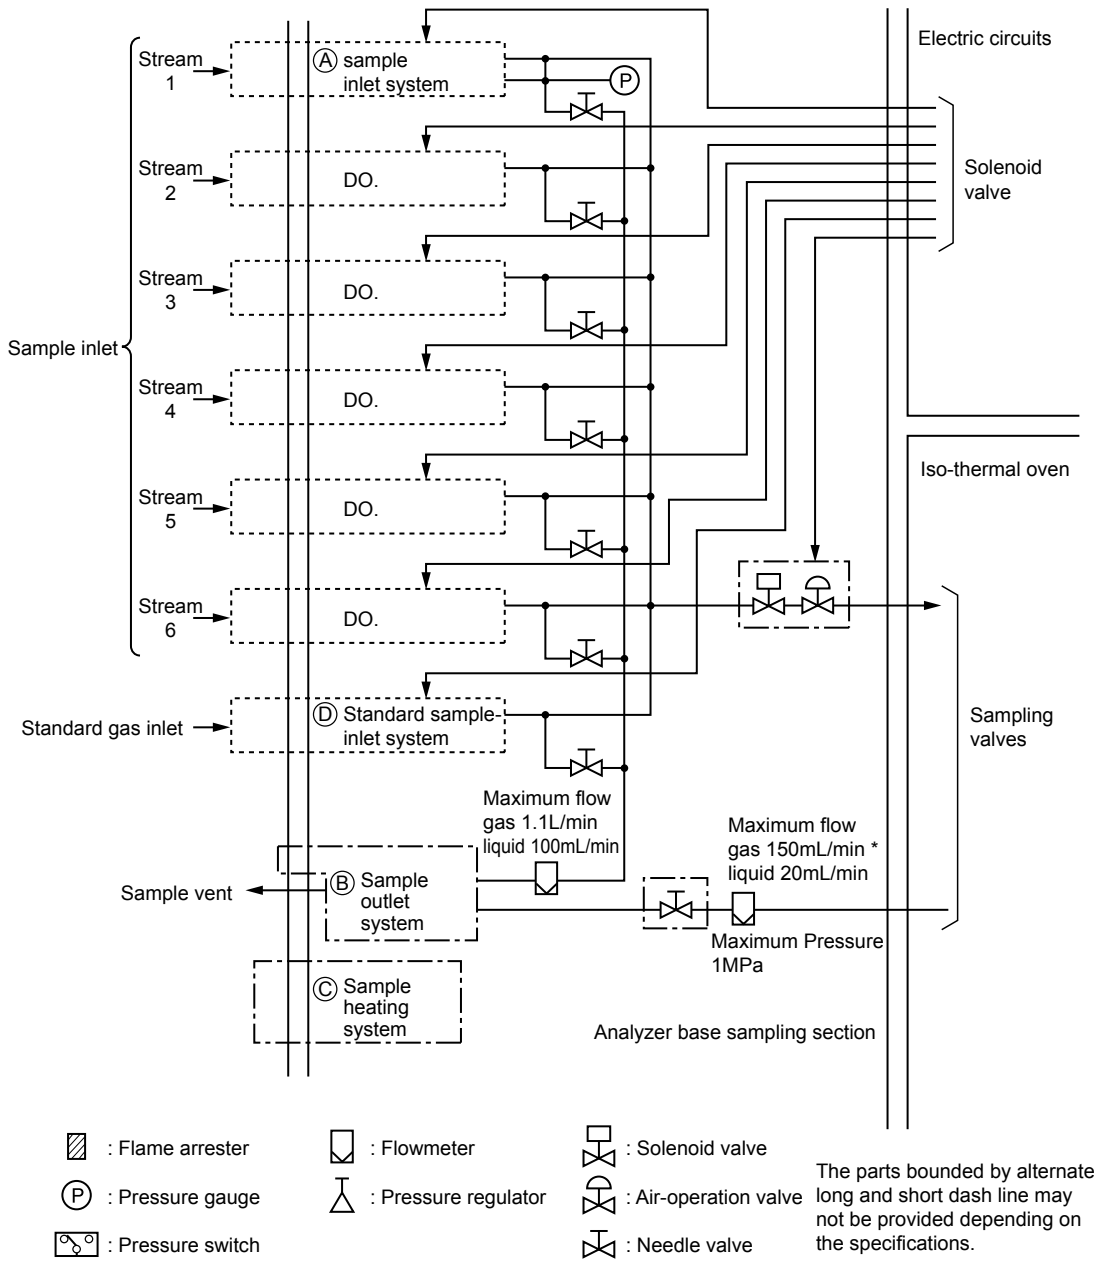 Electric circuits
Stream
1
A sample
inlet system
P
Solenoid
valve
Stream
2
DO.
Stream
3
DO.
Sample inlet
Stream
4
DO.
Iso-thermal oven
Stream
5
DO.
Stream
6
DO.
Standard gas inlet
D Standard sample-
inlet system
Sampling
valves
Maximum flow
gas 1.1L/min
liquid 100mL/min
Maximum flow
gas 150mL/min *
liquid 20mL/min
Sample vent
B Sample
outlet
system
Maximum Pressure
1MPa
C Sample
heating
system
Analyzer base sampling section
: Flame arrester
: Flowmeter
: Solenoid valve
P : Pressure gauge
: Pressure regulator
: Air-operation valve
: Pressure switch
: Needle valve
The parts bounded by alternate
long and short dash line may
not be provided depending on
the specifications.